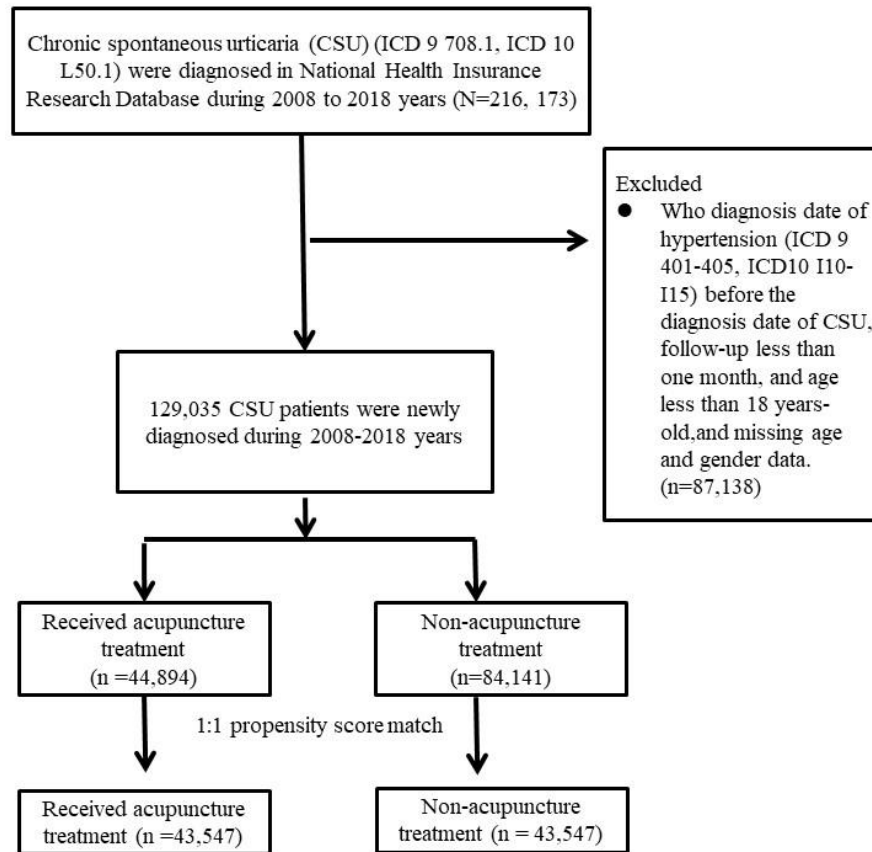 Chronic spontaneous urticaria (CSU) (ICD 9 708.1, ICD 10
L50.1) were diagnosed in National Health Insurance
Research Database during 2008 to 2018 years (N=216, 173)
Excluded
● Who diagnosis date of
hypertension (ICD 9
401-405, ICD10 I10-
I15) before the
diagnosis date of CSU,
follow-up less than
one month, and age
less than 18 years-
old,and missing age
and gender data.
(n=87,138)
129,035 CSU patients were newly
diagnosed during 2008-2018 years
Received acupuncture
treatment
(n =44,894)
Non-acupuncture
treatment
(n=84,141)
1:1 propensity score match
Received acupuncture
treatment (n =43,547)
Non-acupuncture
treatment (n = 43,547)